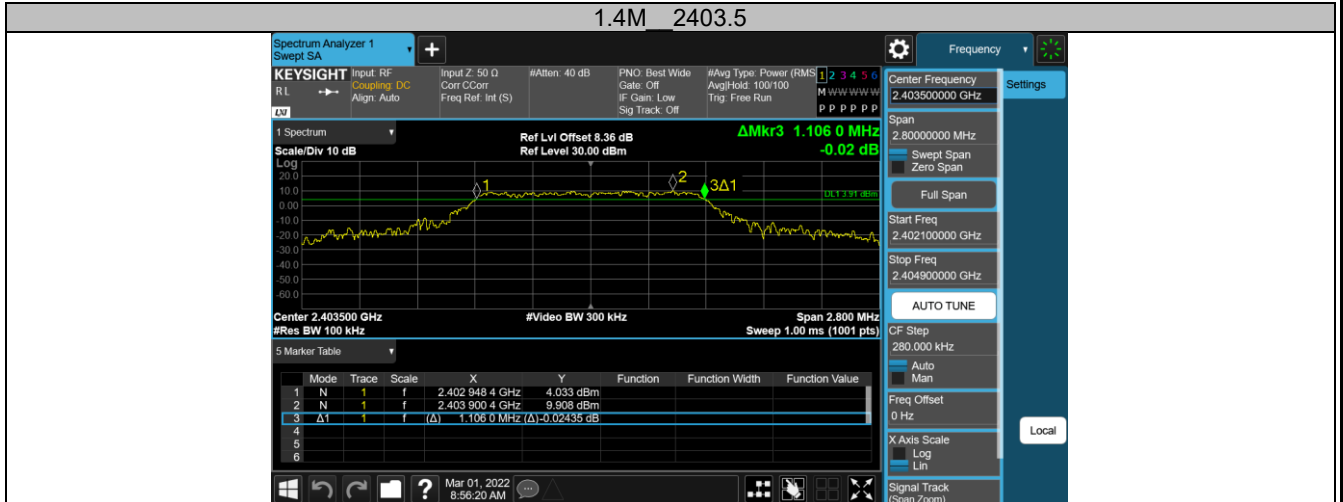 1.4M__2403.5
Spectrum Analyzer 1
Swept SA
+
Frequency
KEYSIGHT
RL
LXI
Input: RF
Coupling: DC
Align: Auto
Input Z: 50 Ω
Corr CCorr
Freq Ref: Int (S)
#Atten: 40 dB
PNO: Best Wide
Gate: Off
IF Gain: Low
Sig Track: Off
#Avg Type: Power (RMS
Avg|Hold: 100/100
Trig: Free Run
1 2 3 4 5 6
M W W W W W
P P P P P P
1 Spectrum
Scale/Div 10 dB
Ref Lvl Offset 8.36 dB
Ref Level 30.00 dBm
ΔMkr3 1.106 0 MHz
-0.02 dB
Log
20.0
10.0
0.00
-10.0
-20.0
-30.0
-40.0
-50.0
-60.0
1
2
3Δ1
DL1 3.91 dBm
Center 2.403500 GHz
#Video BW 300 kHz
Span 2.800 MHz
#Res BW 100 kHz
Sweep 1.00 ms (1001 pts)
5 Marker Table
Mode Trace Scale X Y Function Function Width Function Value
1 N 1 f 2.402 948 4 GHz 4.033 dBm
2 N 1 f 2.403 900 4 GHz 9.908 dBm
3 Δ1 1 f (Δ) 1.106 0 MHz (Δ) -0.02435 dB
4
5
6
?
Mar 01, 2022
8:56:20 AM
Center Frequency
2.403500000 GHz
Settings
Span
2.80000000 MHz
Swept Span
Zero Span
Full Span
Start Freq
2.402100000 GHz
Stop Freq
2.404900000 GHz
AUTO TUNE
CF Step
280.000 kHz
Auto
Man
Freq Offset
0 Hz
X Axis Scale
Log
Lin
Local
Signal Track
(Span Zoom)